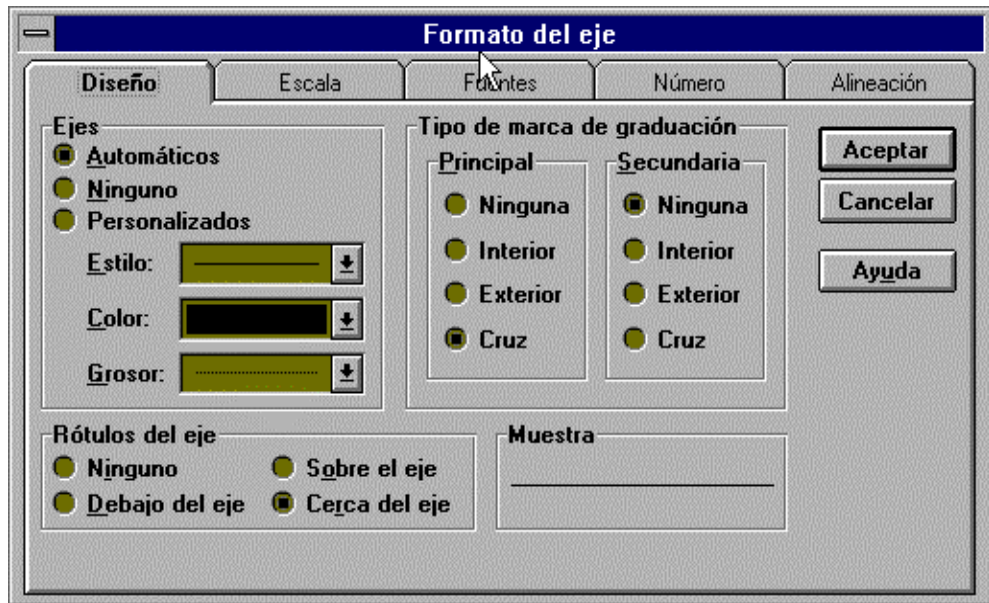 Formato del eje
Diseño Escala Fuentes Número Alineación
Ejes
Automáticos
Ninguno
Personalizados
Estilo:
Color:
Grosor:
Tipo de marca de graduación
Principal
Ninguna
Interior
Exterior
Cruz
Secundaria
Ninguna
Interior
Exterior
Cruz
Aceptar
Cancelar
Ayuda
Rótulos del eje
Ninguno Sobre el eje
Debajo del eje Cerca del eje
Muestra